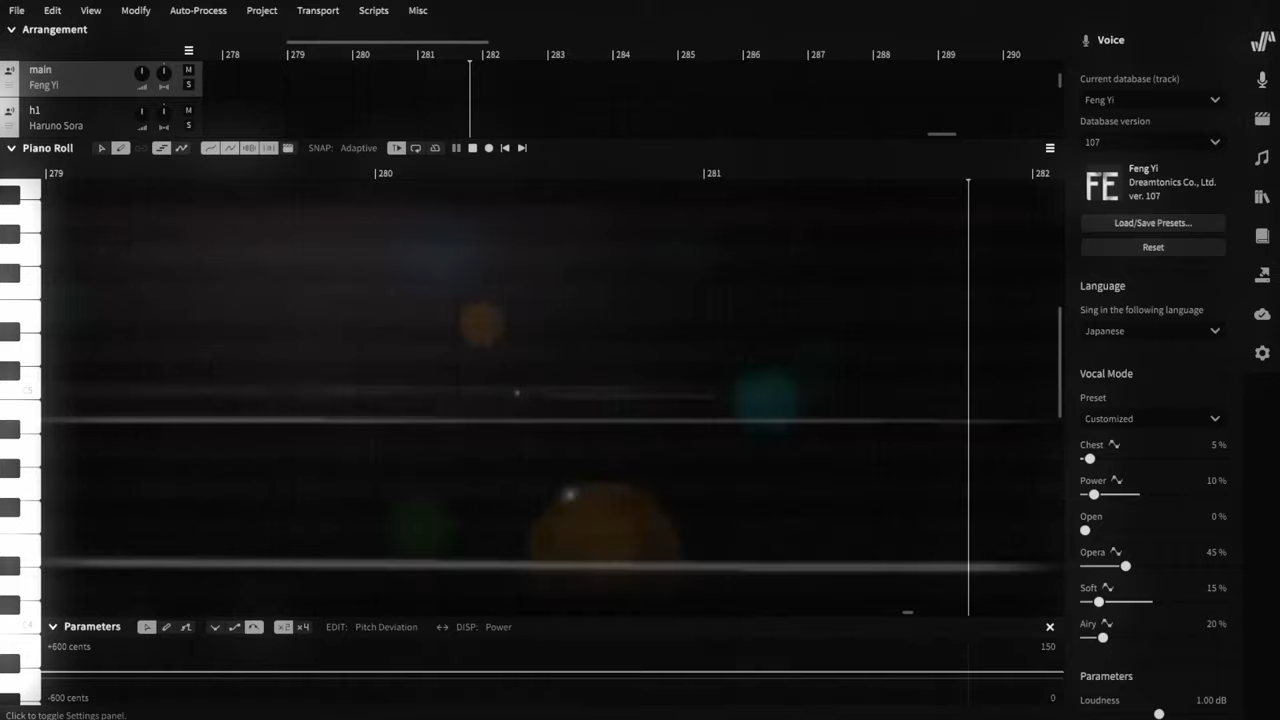 File Edit View Modify Auto-Process Project Transport Scripts Misc
Arrangement
278 279 280 281 282 283 284 285 286 287 288 289 290
main M
Feng Yi S
h1 M
Haruno Sora S
Piano Roll SNAP: Adaptive
279 280 281 282
C5
C4
Parameters x2 x4 EDIT: Pitch Deviation DISP: Power
+600 cents 150
-600 cents 0
Click to toggle Settings panel.
Voice
Current database (track)
Feng Yi
Database version
107
FE
Feng Yi
Dreamtonics Co., Ltd.
ver. 107
Load/Save Presets...
Reset
Language
Sing in the following language
Japanese
Vocal Mode
Preset
Customized
Chest 5 %
Power 10 %
Open 0 %
Opera 45 %
Soft 15 %
Airy 20 %
Parameters
Loudness 1.00 dB